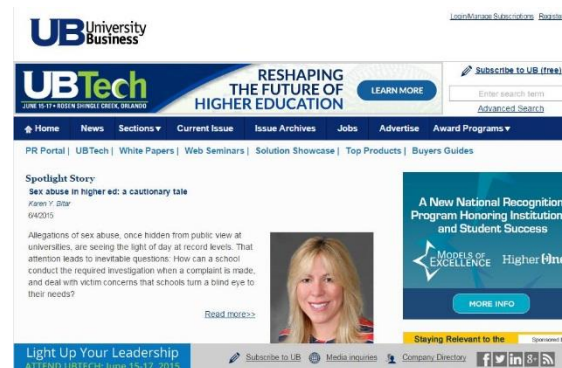 Login/Manage Subscriptions Registe
UB University
Business
UBTech
JUNE 15-17 • ROSEN SHINGLE CREEK, ORLANDO
RESHAPING
THE FUTURE OF
HIGHER EDUCATION
LEARN MORE
Subscribe to UB (free)
Enter search term
Advanced Search
Home News Sections▾ Current Issue Issue Archives Jobs Advertise Award Programs▾
PR Portal | UBTech | White Papers | Web Seminars | Solution Showcase | Top Products | Buyers Guides
Spotlight Story
Sex abuse in higher ed: a cautionary tale
Karen Y. Bitar
6/4/2015
Allegations of sex abuse, once hidden from public view at
universities, are seeing the light of day at record levels. That
attention leads to inevitable questions: How can a school
conduct the required investigation when a complaint is made,
and deal with victim concerns that schools turn a blind eye to
their needs?
Read more>>
A New National Recognition
Program Honoring Institution
and Student Success
MODELS OF
EXCELLENCE
Higher One
MORE INFO
Staying Relevant to the
Sponsored
Light Up Your Leadership
ATTEND UBTECH: June 15-17, 2015
Subscribe to UB Media inquiries Company Directory